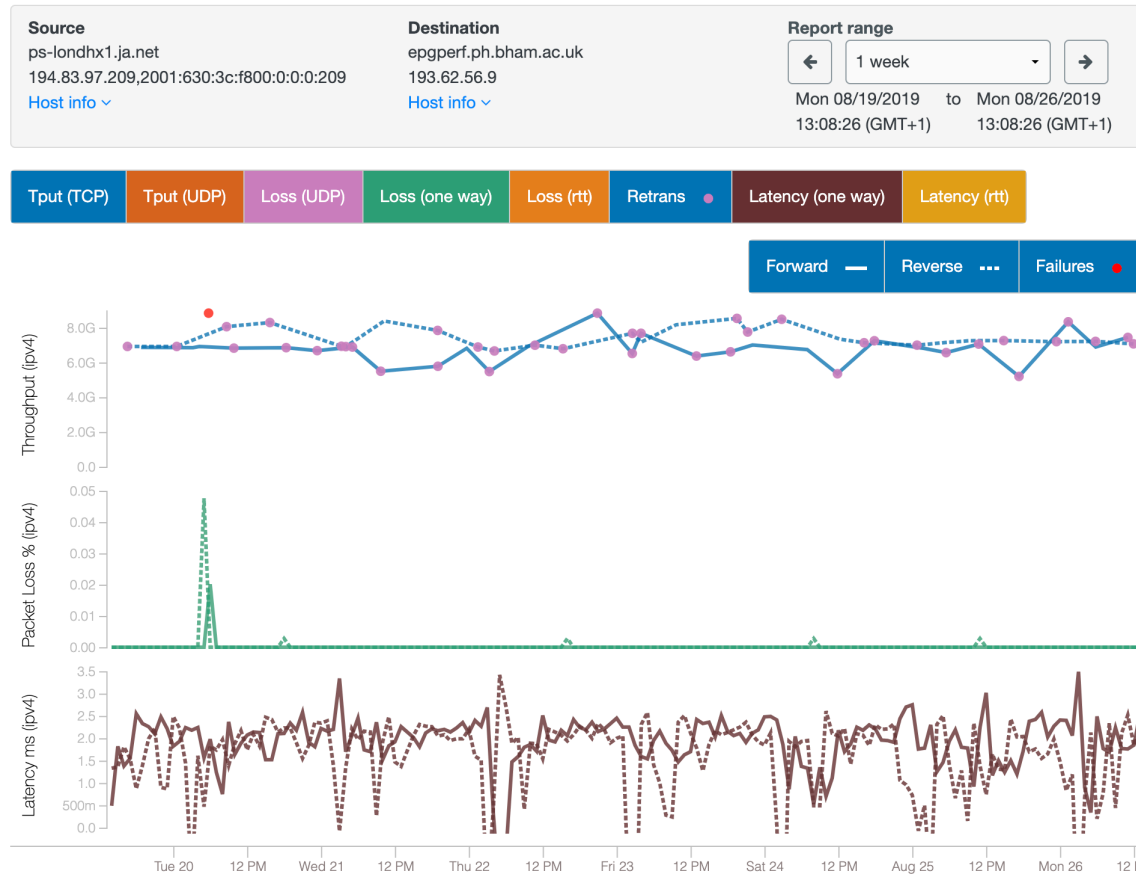 Source
ps-londhx1.ja.net
194.83.97.209,2001:630:3c:f800:0:0:0:209
Host info
Destination
epgperf.ph.bham.ac.uk
193.62.56.9
Host info
Report range
1 week
Mon 08/19/2019 to Mon 08/26/2019
13:08:26 (GMT+1) 13:08:26 (GMT+1)
Tput (TCP) Tput (UDP) Loss (UDP) Loss (one way) Loss (rtt) Retrans Latency (one way) Latency (rtt)
Forward Reverse Failures
Throughput (ipv4)
8.0G
6.0G
4.0G
2.0G
0.0
Packet Loss % (ipv4)
0.05
0.04
0.03
0.02
0.01
0.00
Latency ms (ipv4)
3.5
3.0
2.5
2.0
1.5
1.0
500m
0.0
Tue 20 12 PM Wed 21 12 PM Thu 22 12 PM Fri 23 12 PM Sat 24 12 PM Aug 25 12 PM Mon 26 12